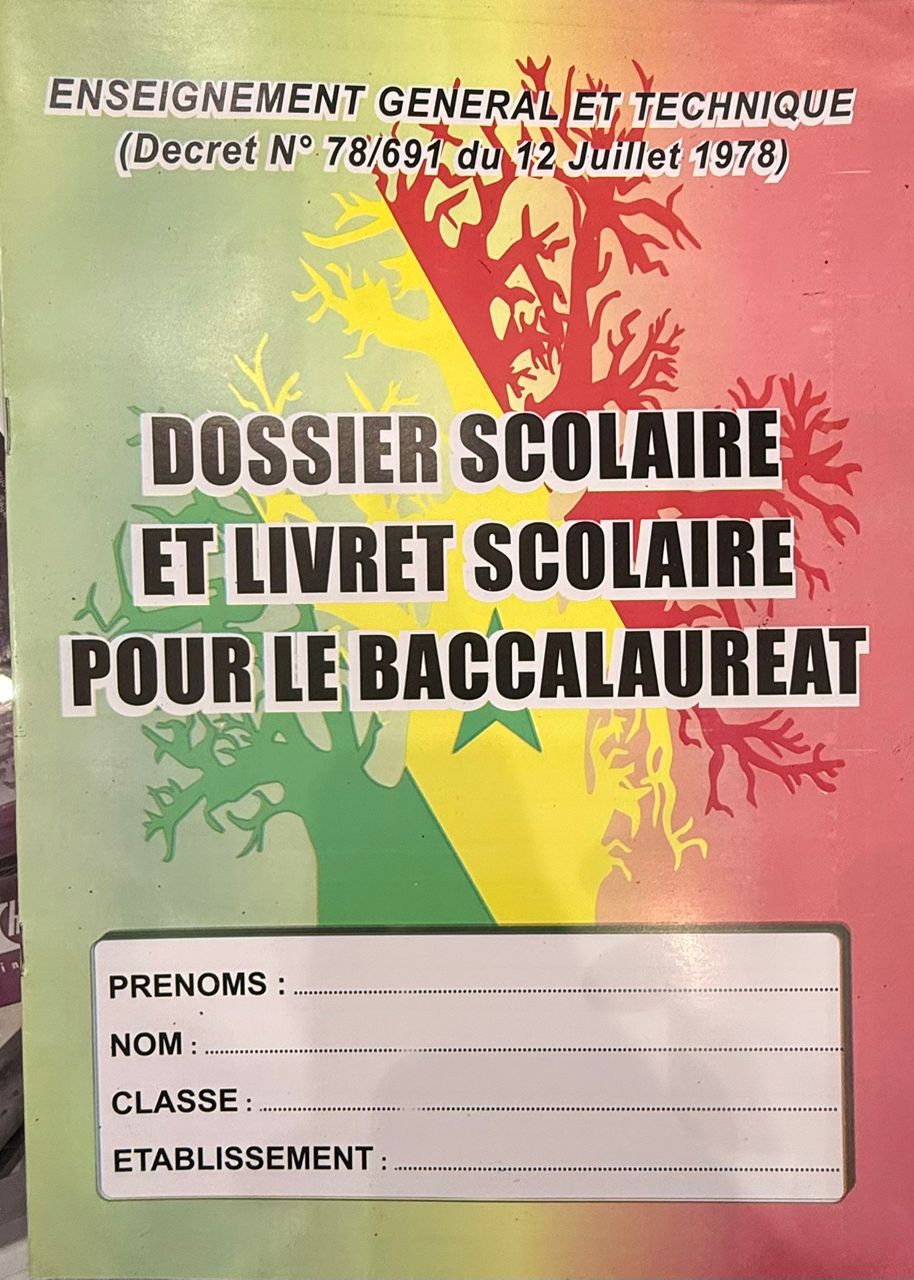 ENSEIGNEMENT GENERAL ET TECHNIQUE
(Decret N° 78/691 du 12 Juillet 1978)
DOSSIER SCOLAIRE
ET LIVRET SCOLAIRE
POUR LE BACCALAUREAT
PRENOMS :
NOM :
CLASSE :
ETABLISSEMENT :